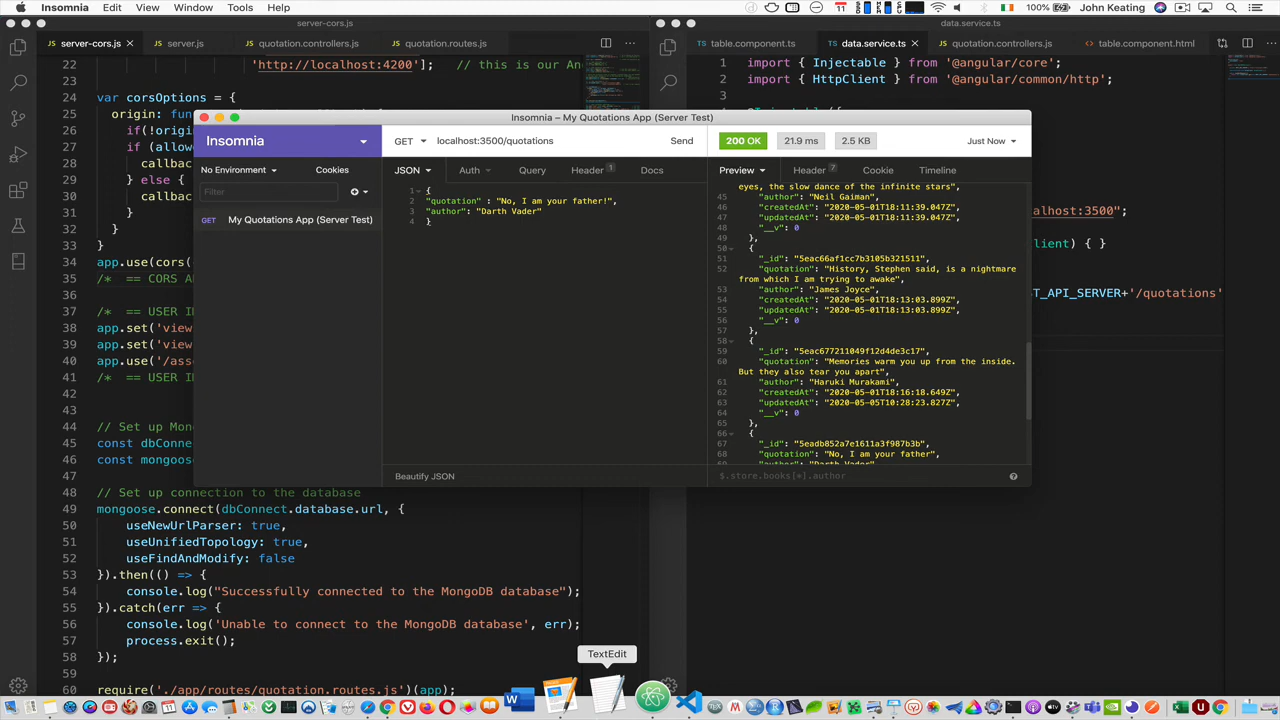 Insomnia Edit View Window Tools Help
100% John Keating
server-cors.js
data.service.ts
server-cors.js server.js quotation.controllers.js quotation.routes.js
table.component.ts data.service.ts quotation.controllers.js table.component.html
'http://localhost:4200']; // this is our An
24 var corsOptions = {
25 origin: fun
26 if(!origin
27 if (allowe
28 callback
29 } else {
30 callback
31 }
32 }
33 }
34 app.use(cors(
35 /* == CORS A
36
37 /* == USER IN
38 app.set('view
39 app.set('view
40 app.use('/ass
41 /* == USER IN
42
43
44 // Set up Mon
45 const dbConne
46 const mongoose
47
48 // Set up connection to the database
49 mongoose.connect(dbConnect.database.url, {
50 useNewUrlParser: true,
51 useUnifiedTopology: true,
52 useFindAndModify: false
53 }).then(() => {
54 console.log("Successfully connected to the MongoDB database");
55 }).catch(err => {
56 console.log('Unable to connect to the MongoDB database', err);
57 process.exit();
58 });
59
60 require('./app/routes/quotation.routes.js')(app);
1 import { Injectable } from '@angular/core';
2 import { HttpClient } from '@angular/common/http';
3
alhost:3500";
lient) { }
ST_API_SERVER+'/quotations'
Insomnia – My Quotations App (Server Test)
Insomnia
No Environment Cookies
Filter
GET My Quotations App (Server Test)
GET localhost:3500/quotations Send
JSON Auth Query Header 1 Docs
1 {
2 "quotation" : "No, I am your father!",
3 "author": "Darth Vader"
4 }
Beautify JSON
200 OK 21.9 ms 2.5 KB Just Now
Preview Header 7 Cookie Timeline
eyes, the slow dance of the infinite stars",
45 "author": "Neil Gaiman",
46 "createdAt": "2020-05-01T18:11:39.047Z",
47 "updatedAt": "2020-05-01T18:11:39.047Z",
48 "__v": 0
49 },
50 {
51 "_id": "5eac66af1cc7b3105b321511",
52 "quotation": "History, Stephen said, is a nightmare
from which I am trying to awake",
53 "author": "James Joyce",
54 "createdAt": "2020-05-01T18:13:03.899Z",
55 "updatedAt": "2020-05-01T18:13:03.899Z",
56 "__v": 0
57 },
58 {
59 "_id": "5eac677211049f12d4de3c17",
60 "quotation": "Memories warm you up from the inside.
But they also tear you apart",
61 "author": "Haruki Murakami",
62 "createdAt": "2020-05-01T18:16:18.649Z",
63 "updatedAt": "2020-05-05T10:28:23.827Z",
64 "__v": 0
65 },
66 {
67 "_id": "5eadb852a7e1611a3f987b3b",
68 "quotation": "No, I am your father",
"author": "Darth Vader"
$.store.books[*].author
TextEdit